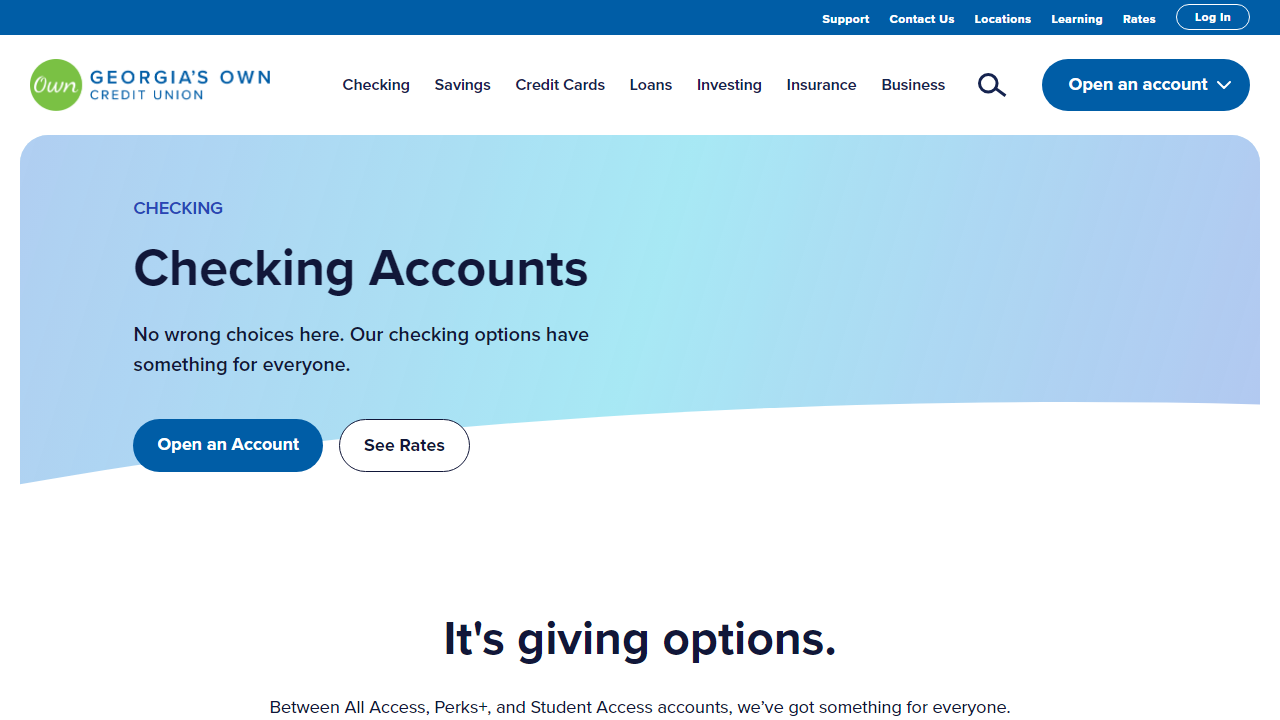 Support Contact Us Locations Learning Rates Log In
Own GEORGIA'S OWN
CREDIT UNION
Checking Savings Credit Cards Loans Investing Insurance Business Open an account
CHECKING
Checking Accounts
No wrong choices here. Our checking options have
something for everyone.
Open an Account See Rates
It's giving options.
Between All Access, Perks+, and Student Access accounts, we’ve got something for everyone.